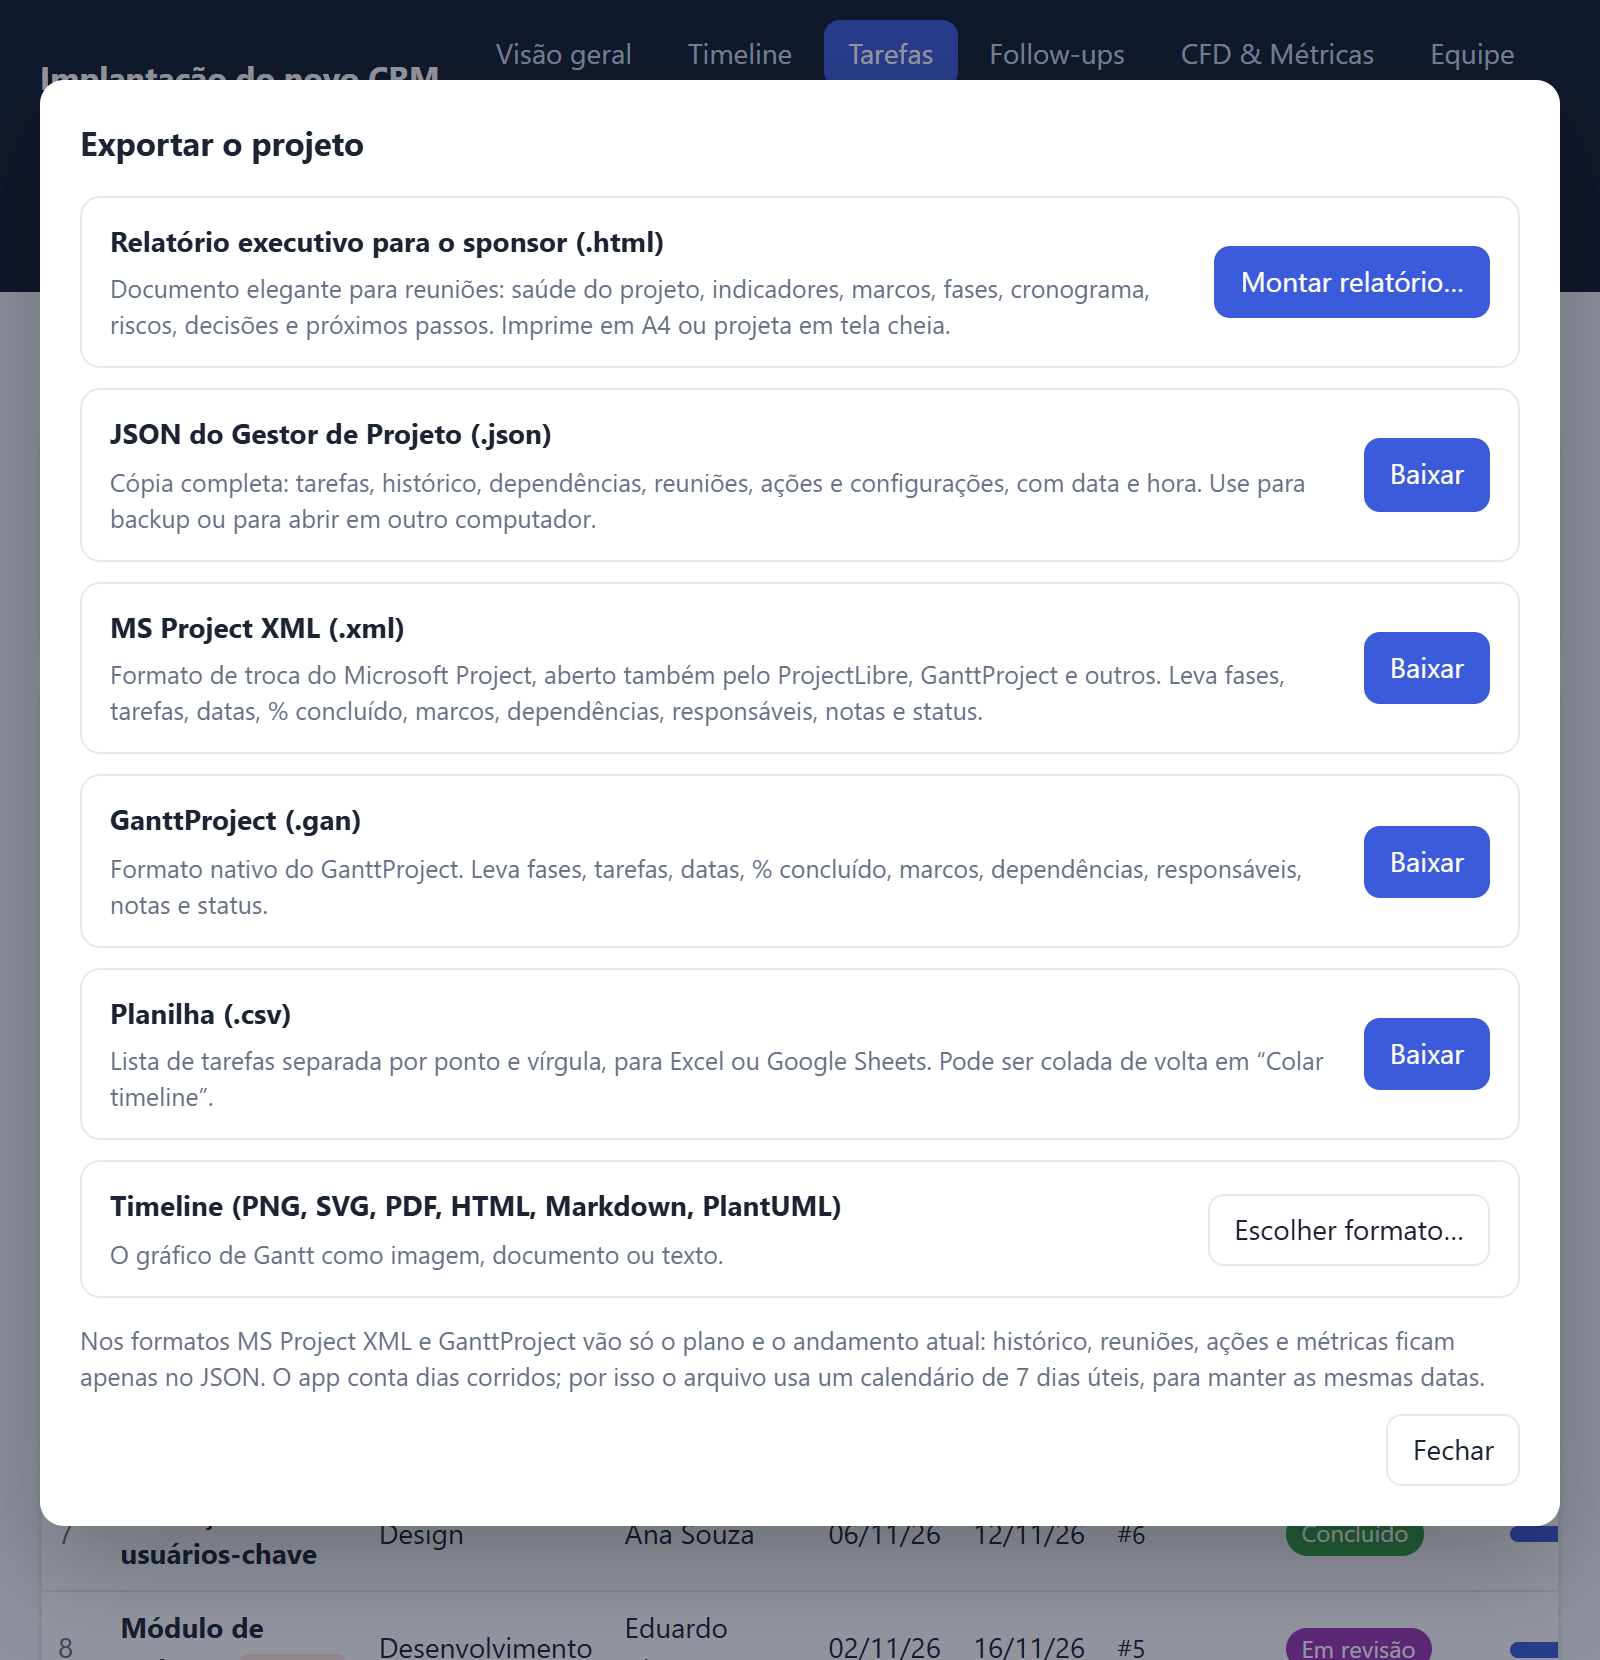 Visão geral
Timeline
Tarefas
Follow-ups
CFD & Métricas
Equipe
Implantação do novo CRM
Exportar o projeto
Relatório executivo para o sponsor (.html)
Documento elegante para reuniões: saúde do projeto, indicadores, marcos, fases, cronograma,
riscos, decisões e próximos passos. Imprime em A4 ou projeta em tela cheia.
Montar relatório...
JSON do Gestor de Projeto (.json)
Cópia completa: tarefas, histórico, dependências, reuniões, ações e configurações, com data e hora. Use para
backup ou para abrir em outro computador.
Baixar
MS Project XML (.xml)
Formato de troca do Microsoft Project, aberto também pelo ProjectLibre, GanttProject e outros. Leva fases,
tarefas, datas, % concluído, marcos, dependências, responsáveis, notas e status.
Baixar
GanttProject (.gan)
Formato nativo do GanttProject. Leva fases, tarefas, datas, % concluído, marcos, dependências, responsáveis,
notas e status.
Baixar
Planilha (.csv)
Lista de tarefas separada por ponto e vírgula, para Excel ou Google Sheets. Pode ser colada de volta em “Colar
timeline”.
Baixar
Timeline (PNG, SVG, PDF, HTML, Markdown, PlantUML)
O gráfico de Gantt como imagem, documento ou texto.
Escolher formato...
Nos formatos MS Project XML e GanttProject vão só o plano e o andamento atual: histórico, reuniões, ações e métricas ficam
apenas no JSON. O app conta dias corridos; por isso o arquivo usa um calendário de 7 dias úteis, para manter as mesmas datas.
Fechar
7
usuários-chave
Design
Ana Souza
06/11/26
12/11/26
#6
Concluído
8
Módulo de
Desenvolvimento
Eduardo
02/11/26
16/11/26
#5
Em revisão